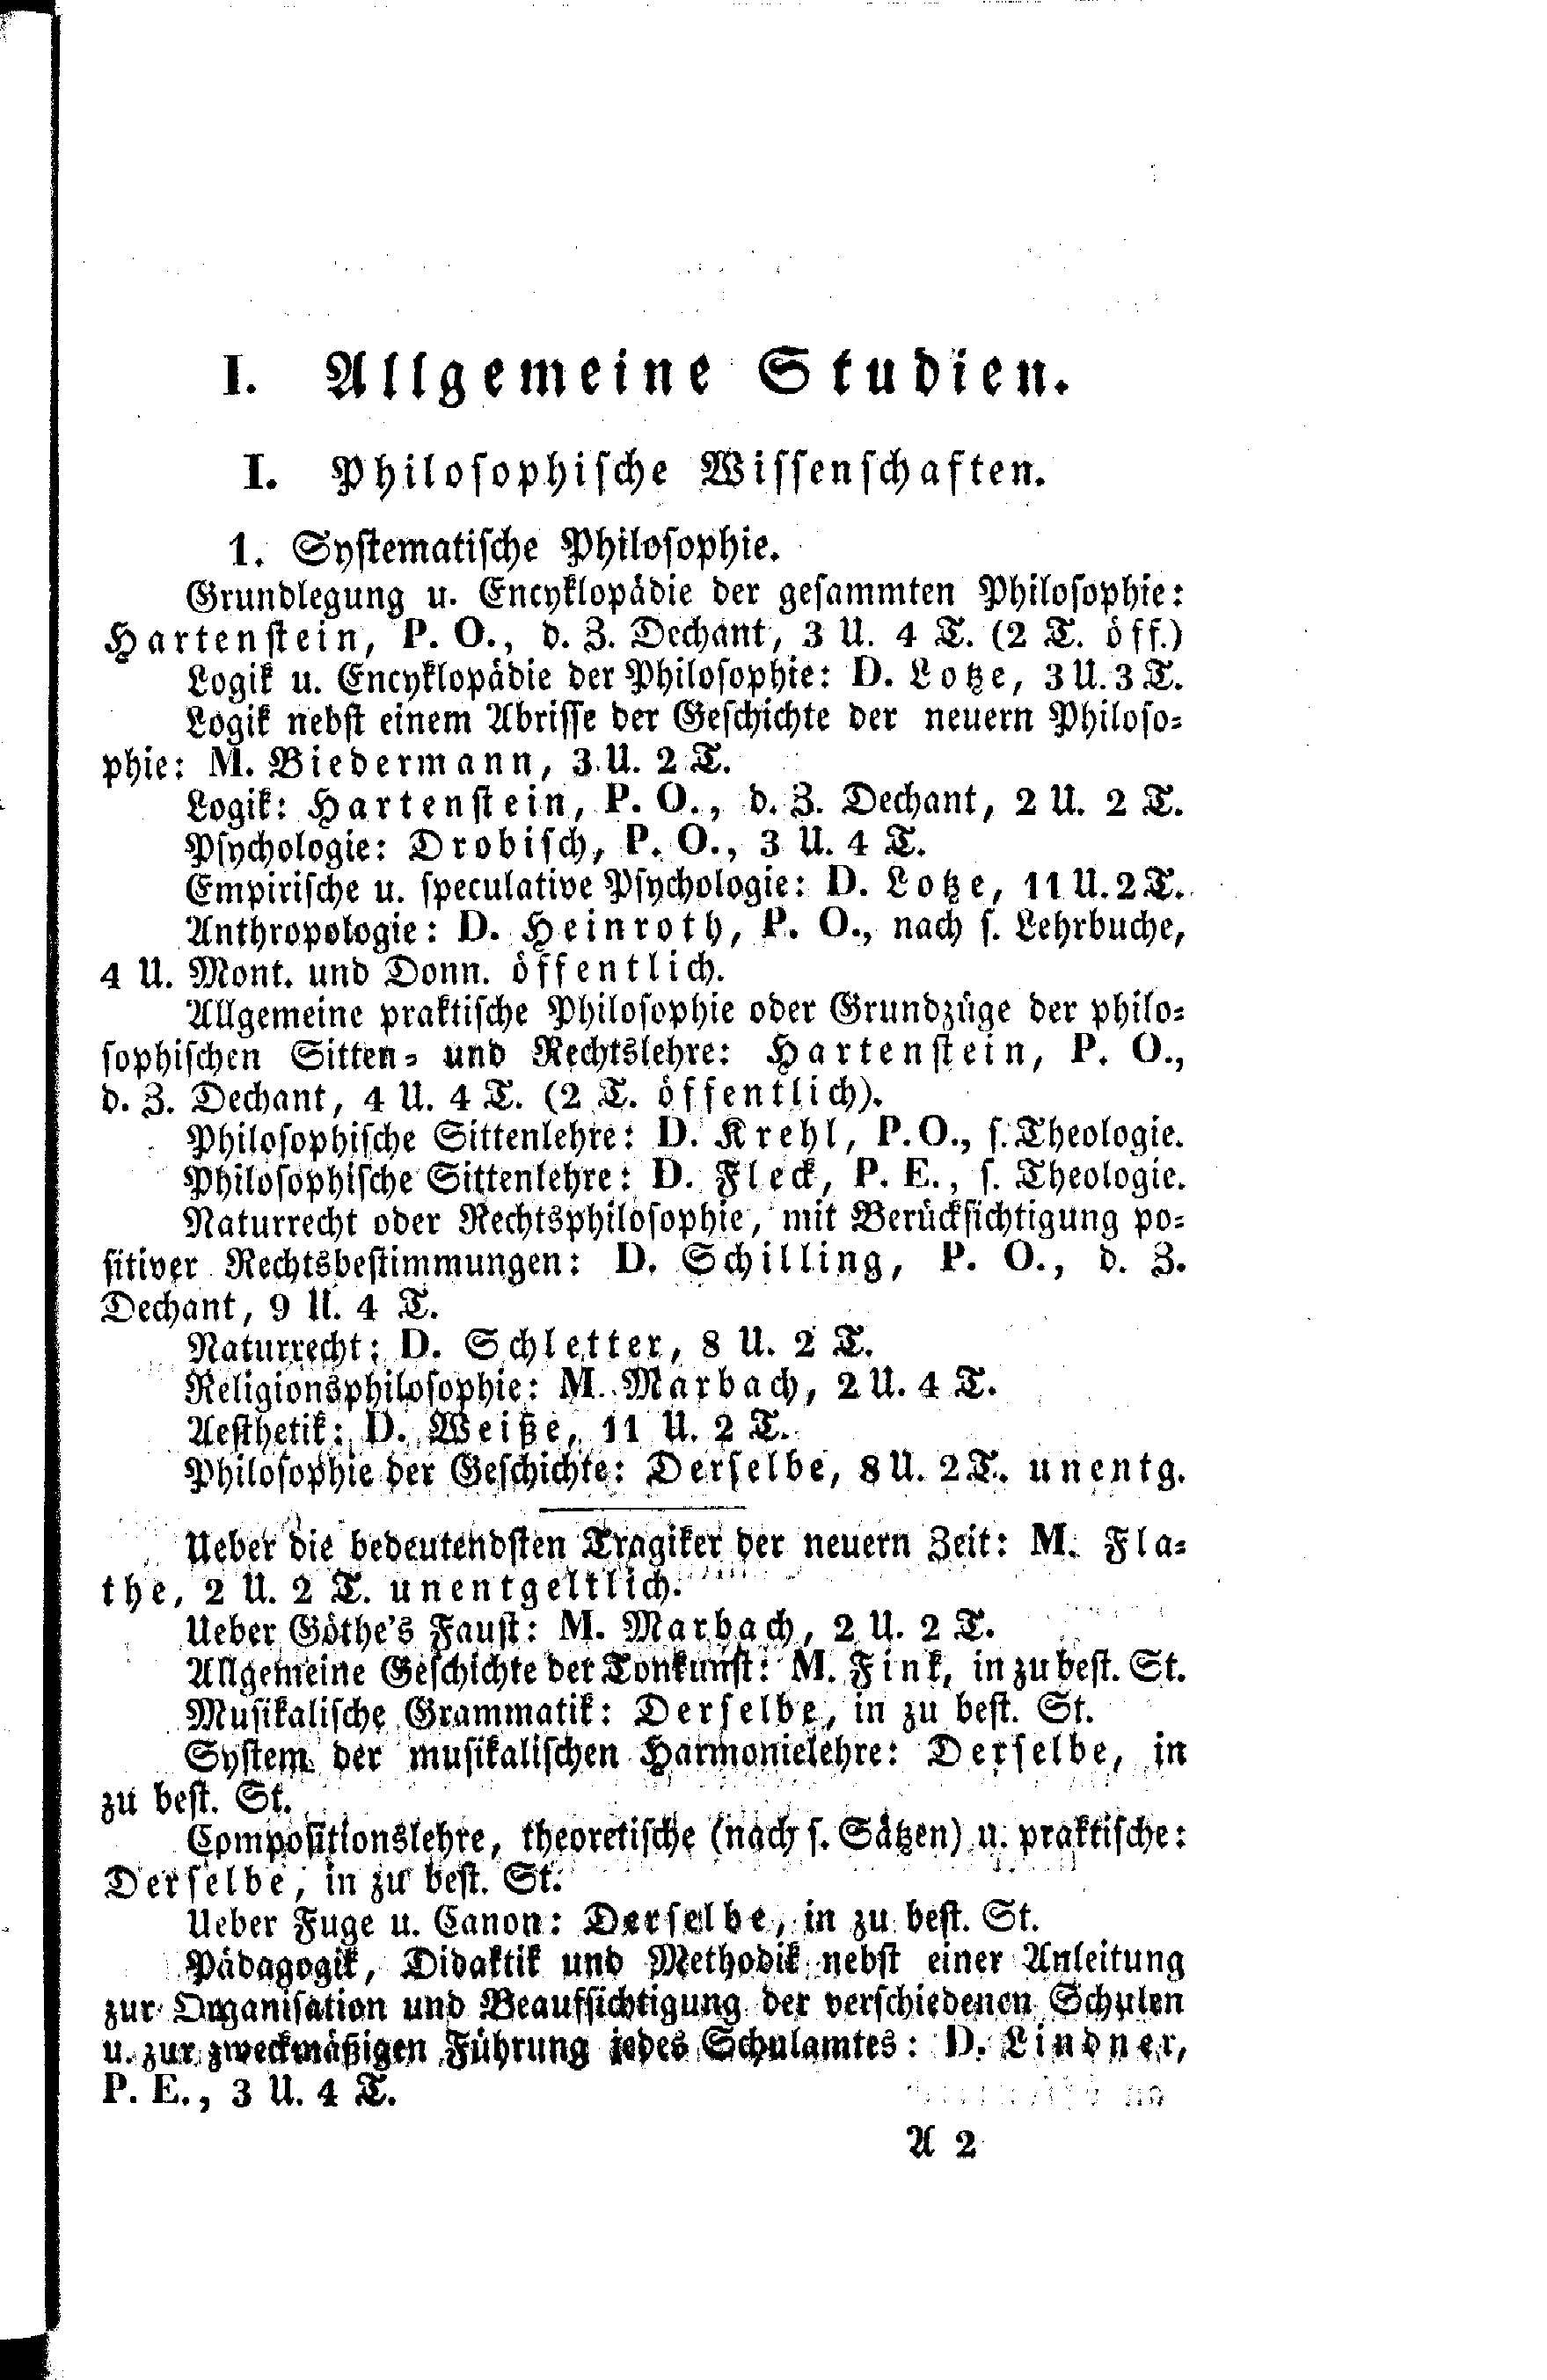 I. Allgemeine Studien.
I. Philosophische Wissenschaften.
1. Systematische Philosophie.
Grundlegung u. Encyklopädie der gesammten Philosophie:
Hartenstein, P. O., d. Z. Dechant, 3 U. 4 T. (2 T. öff.)
Logik u. Encyklopädie der Philosophie: D. Lotze, 3 U. 3 T.
Logik nebst einem Abrisse der Geschichte der neuern Philoso-
phie: M. Biedermann, 3 U. 2 T.
Logik: Hartenstein, P. O., d. Z. Dechant, 2 U. 2 T.
Psychologie: Drobisch, P. O., 3 U. 4 T.
Empirische u. speculative Psychologie: D. Lotze, 11 U. 2 T.
Anthropologie: D. Heinroth, P. O., nach s. Lehrbuche,
4 U. Mont. und Donn. öffentlich.
Allgemeine praktische Philosophie oder Grundzüge der philo-
sophischen Sitten- und Rechtslehre: Hartenstein, P. O.,
d. Z. Dechant, 4 U. 4 T. (2 T. öffentlich).
Philosophische Sittenlehre: D. Krehl, P. O., s. Theologie.
Philosophische Sittenlehre: D. Fleck, P. E., s. Theologie.
Naturrecht oder Rechtsphilosophie, mit Berücksichtigung po-
sitiver Rechtsbestimmungen: D. Schilling, P. O., d. Z.
Dechant, 9 U. 4 T.
Naturrecht: D. Schletter, 8 U. 2 T.
Religionsphilosophie: M. Marbach, 2 U. 4 T.
Aesthetik: D. Weiße, 11 U. 2 T.
Philosophie der Geschichte: Derselbe, 8 U. 2 T. unentg.
Ueber die bedeutendsten Tragiker der neuern Zeit: M. Fla-
the, 2 U. 2 T. unentgeltlich.
Ueber Göthe's Faust: M. Marbach, 2 U. 2 T.
Allgemeine Geschichte der Tonkunst: M. Fink, in zu best. St.
Musikalische Grammatik: Derselbe, in zu best. St.
System der musikalischen Harmonielehre: Derselbe, in
zu best. St.
Compositionslehre, theoretische (nach s. Sätzen) u. praktische:
Derselbe, in zu best. St.
Ueber Fuge u. Canon: Derselbe, in zu best. St.
Pädagogik, Didaktik und Methodik nebst einer Anleitung
zur Organisation und Beaufsichtigung der verschiedenen Schulen
u. zur zweckmäßigen Führung jedes Schulamtes: D. Lindner,
P. E., 3 U. 4 T.
A 2